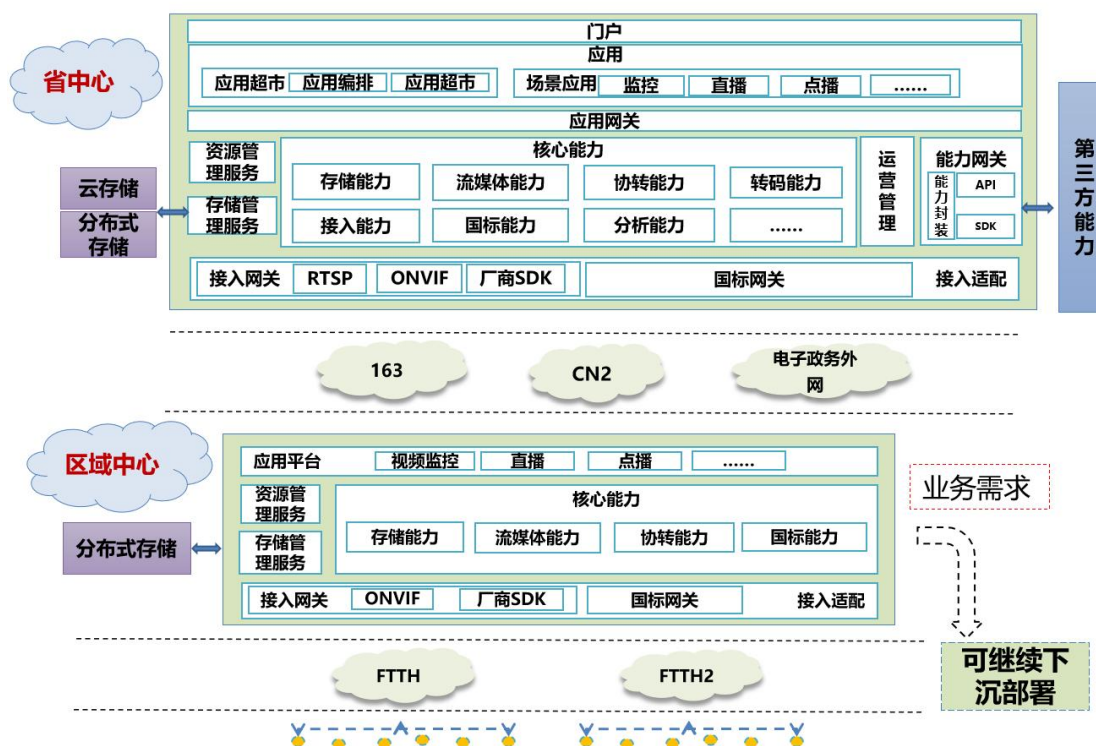 省中心
门户
应用
应用超市 应用编排 应用超市
场景应用 监控 直播 点播 ……
应用网关
资源管
理服务
存储管
理服务
云存储
分布式
存储
核心能力
存储能力 流媒体能力 协转能力 转码能力
接入能力 国标能力 分析能力 ……
运营管理
能力网关
能力封装
API
SDK
第三方能力
接入网关 RTSP ONVIF 厂商SDK 国标网关 接入适配
163
CN2
电子政务外
网
区域中心
应用平台 视频监控 直播 点播 ……
资源管
理服务
存储管
理服务
分布式存储
核心能力
存储能力 流媒体能力 协转能力 国标能力
接入网关 ONVIF 厂商SDK 国标网关 接入适配
业务需求
可继续下
沉部署
FTTH
FTTH2